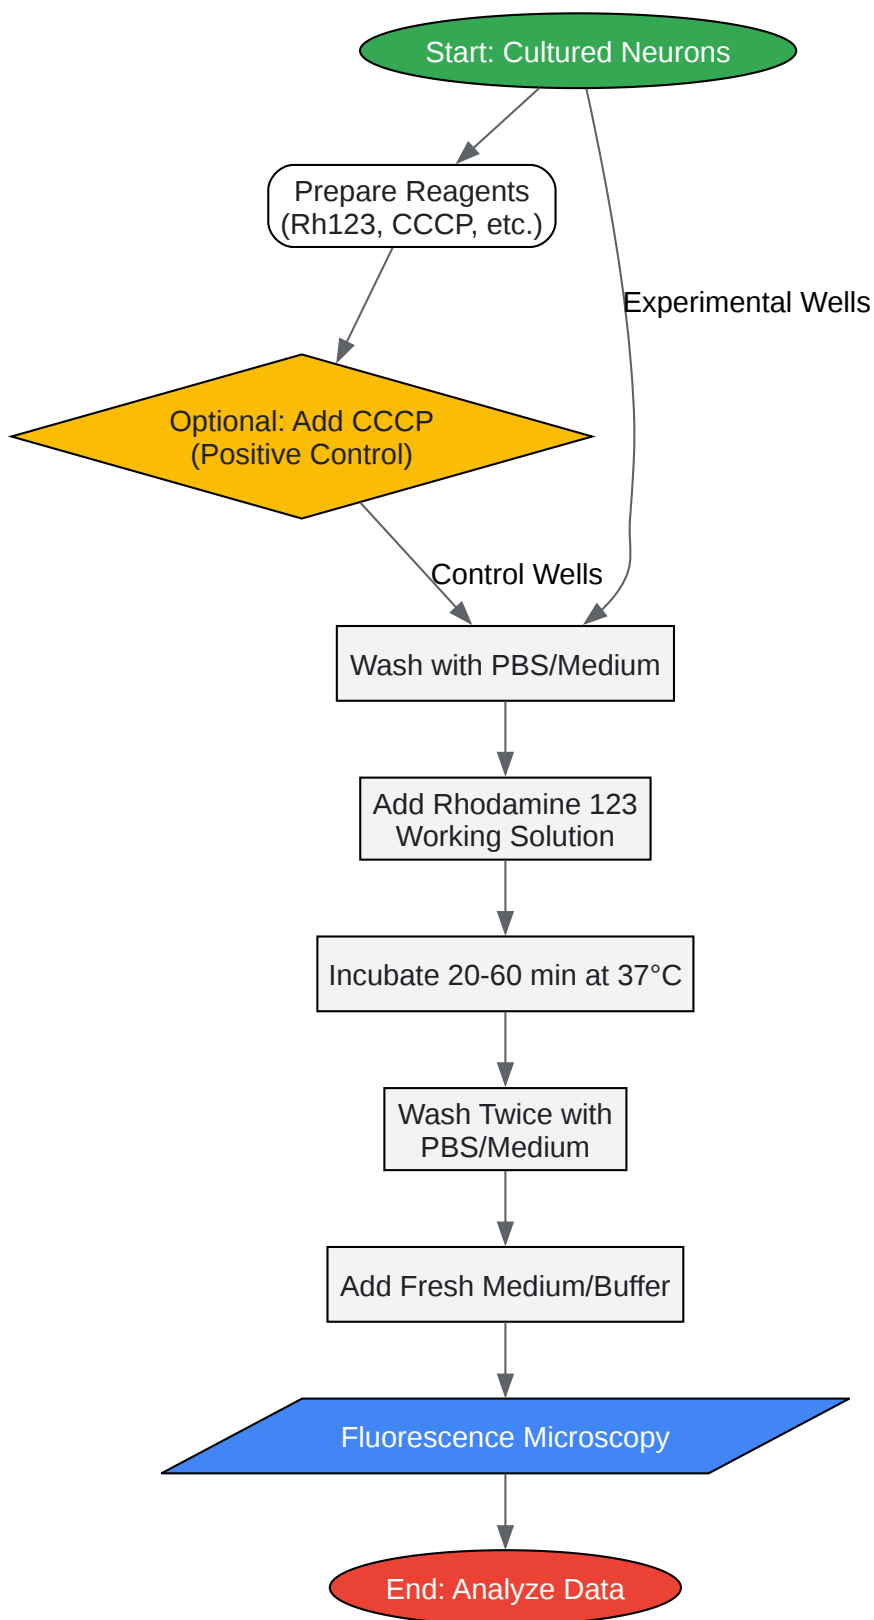 Start: Cultured Neurons
Prepare Reagents
(Rh123, CCCP, etc.)
Experimental Wells
Optional: Add CCCP
(Positive Control)
Control Wells
Wash with PBS/Medium
Add Rhodamine 123
Working Solution
Incubate 20-60 min at 37°C
Wash Twice with
PBS/Medium
Add Fresh Medium/Buffer
Fluorescence Microscopy
End: Analyze Data